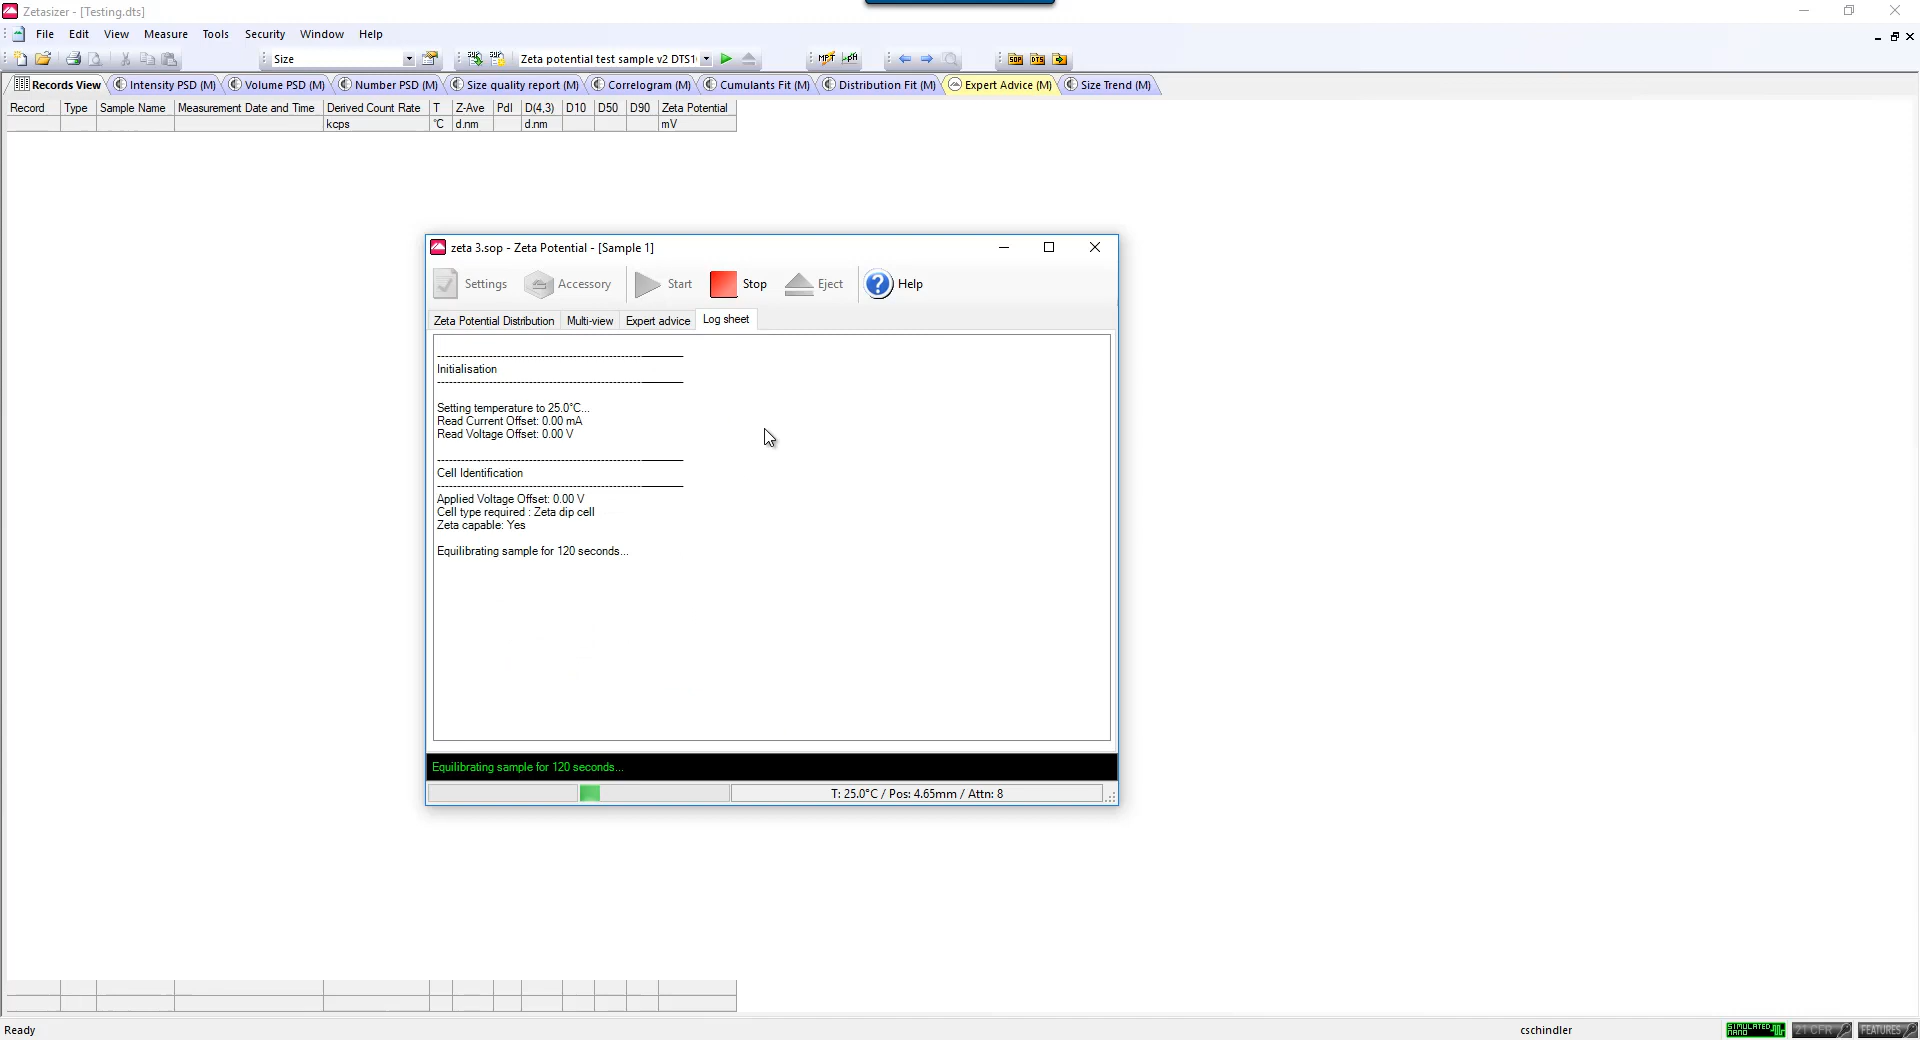 Zetasizer - [Testing.dts]
File Edit View Measure Tools Security Window Help
Size Zeta potential test sample v2 DTS1
Records View Intensity PSD (M) Volume PSD (M) Number PSD (M) Size quality report (M) Correlogram (M) Cumulants Fit (M) Distribution Fit (M) Expert Advice (M) Size Trend (M)
Record Type Sample Name Measurement Date and Time Derived Count Rate T Z-Ave PdI D(4,3) D10 D50 D90 Zeta Potential
kcps °C d.nm d.nm mV
zeta 3.sop - Zeta Potential - [Sample 1]
Settings Accessory Start Stop Eject Help
Zeta Potential Distribution Multi-view Expert advice Log sheet
Initialisation
Setting temperature to 25.0°C...
Read Current Offset: 0.00 mA
Read Voltage Offset: 0.00 V
Cell Identification
Applied Voltage Offset: 0.00 V
Cell type required : Zeta dip cell
Zeta capable: Yes
Equilibrating sample for 120 seconds...
Equilibrating sample for 120 seconds...
T: 25.0°C / Pos: 4.65mm / Attn: 8
Ready cschindler SIMULATED NANO 21 CFR FEATURES